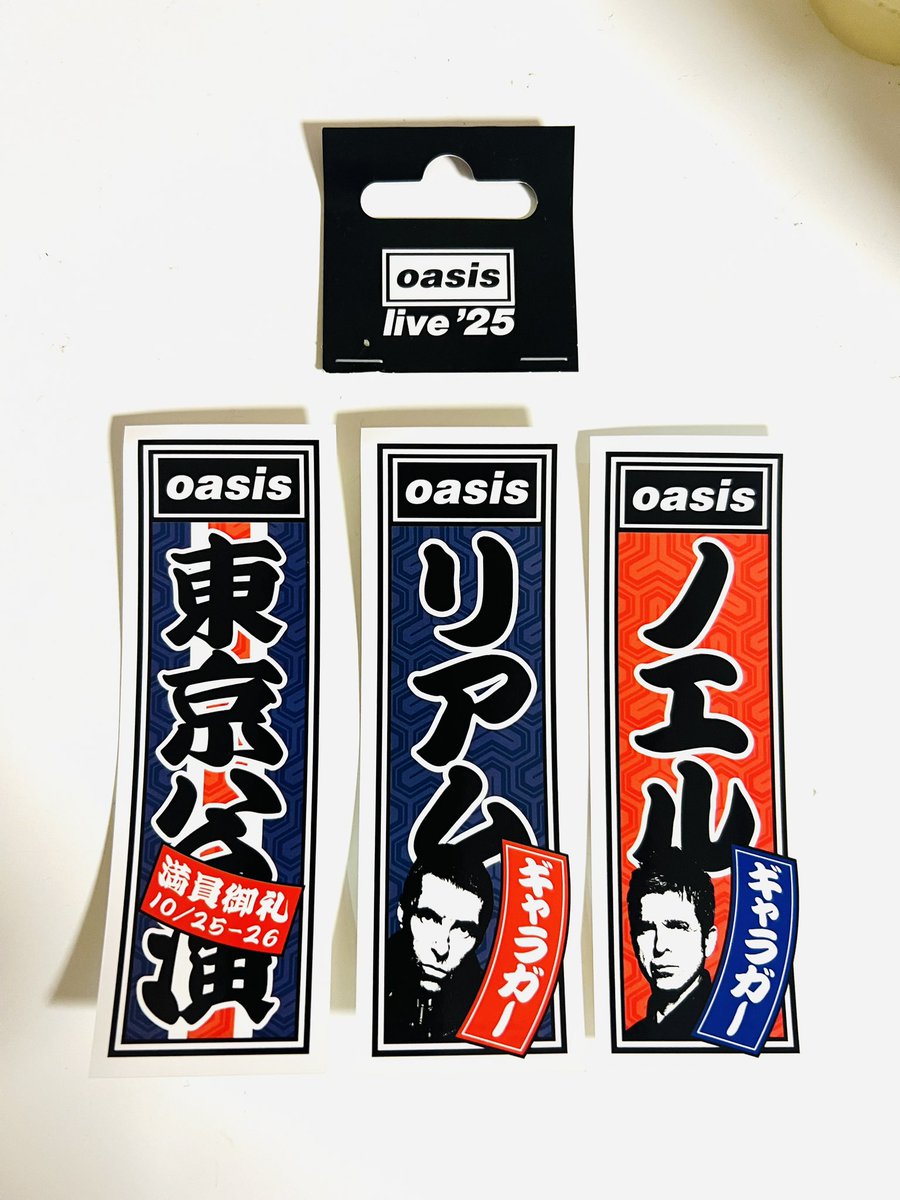 oasis
live '25
oasis
東京公演
満員御礼
10/25-26
oasis
リアム
ギャラガー
oasis
ノエル
ギャラガー